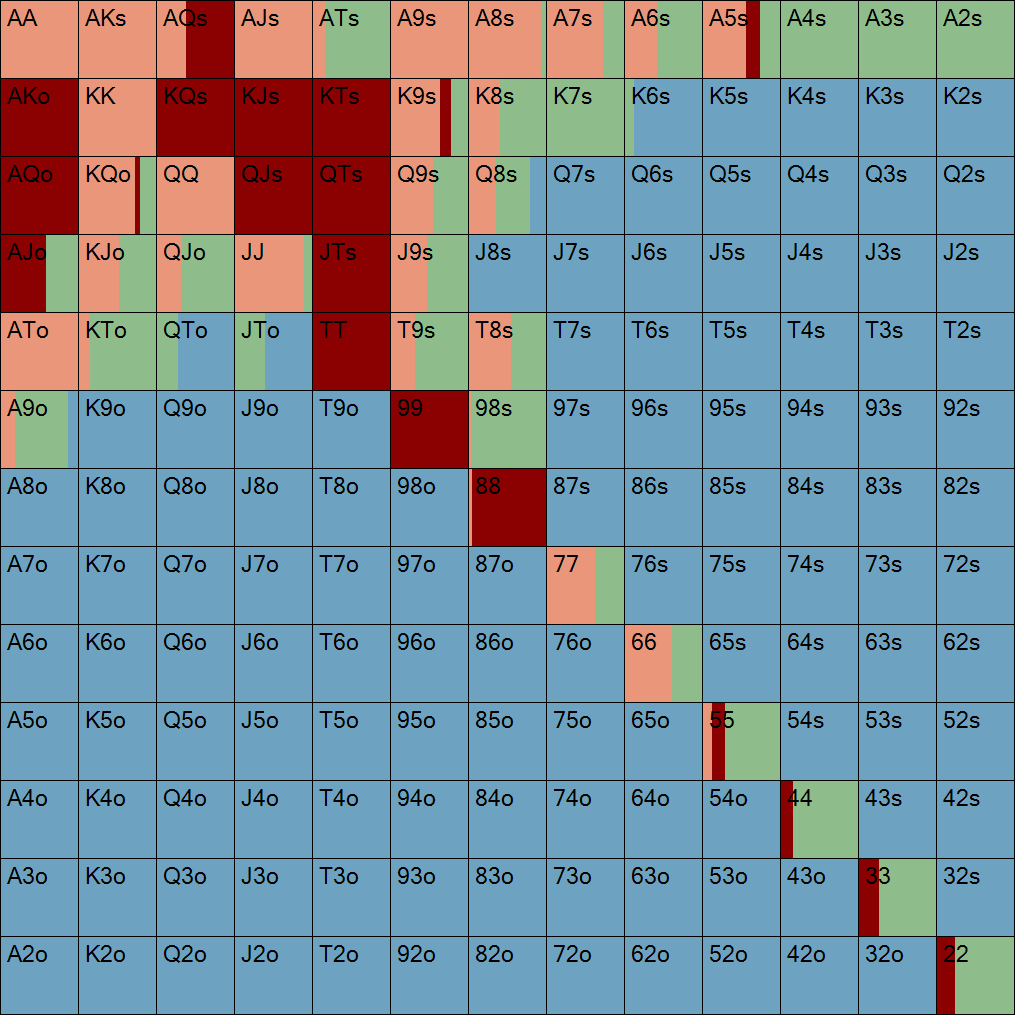 AA AKs AQs AJs ATs A9s A8s A7s A6s A5s A4s A3s A2s
AKo KK KQs KJs KTs K9s K8s K7s K6s K5s K4s K3s K2s
AQo KQo QQ QJs QTs Q9s Q8s Q7s Q6s Q5s Q4s Q3s Q2s
AJo KJo QJo JJ JTs J9s J8s J7s J6s J5s J4s J3s J2s
ATo KTo QTo JTo TT T9s T8s T7s T6s T5s T4s T3s T2s
A9o K9o Q9o J9o T9o 99 98s 97s 96s 95s 94s 93s 92s
A8o K8o Q8o J8o T8o 98o 88 87s 86s 85s 84s 83s 82s
A7o K7o Q7o J7o T7o 97o 87o 77 76s 75s 74s 73s 72s
A6o K6o Q6o J6o T6o 96o 86o 76o 66 65s 64s 63s 62s
A5o K5o Q5o J5o T5o 95o 85o 75o 65o 55 54s 53s 52s
A4o K4o Q4o J4o T4o 94o 84o 74o 64o 54o 44 43s 42s
A3o K3o Q3o J3o T3o 93o 83o 73o 63o 53o 43o 33 32s
A2o K2o Q2o J2o T2o 92o 82o 72o 62o 52o 42o 32o 22